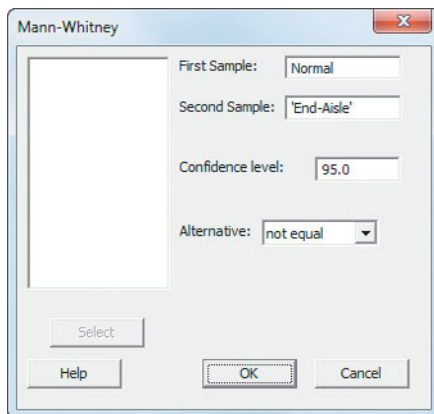 Mann-Whitney
First Sample: Normal
Second Sample: 'End-Aisle'
Confidence level: 95.0
Alternative: not equal
Select
Help OK Cancel